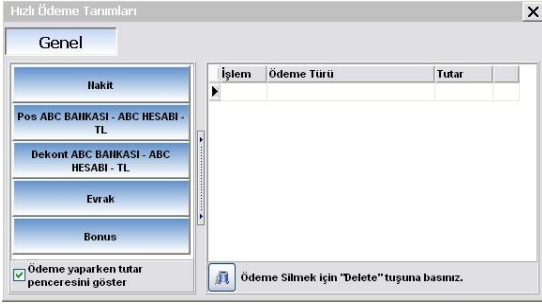 Hızlı Ödeme Tanımları
Genel
Nakit
Pos ABC BANKASI - ABC HESABI -
TL
Dekont ABC BANKASI - ABC
HESABI - TL
Evrak
Bonus
Ödeme yaparken tutar
penceresini göster
İşlem Ödeme Türü Tutar
Ödeme Silmek için "Delete" tuşuna basınız.